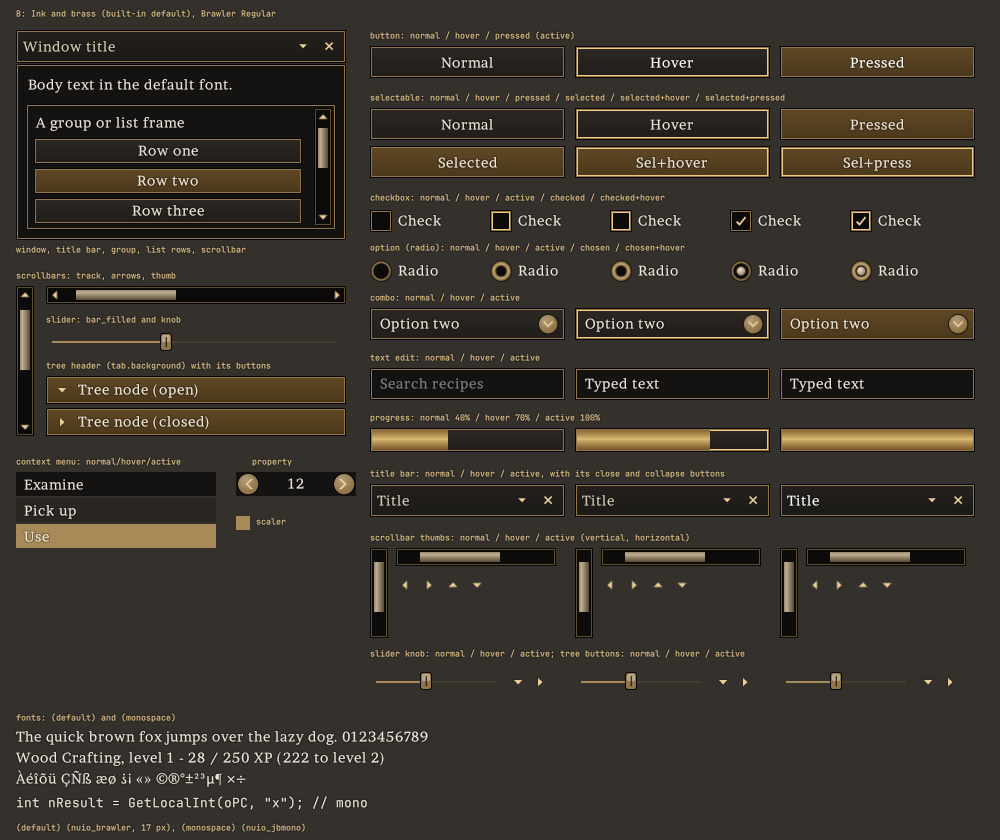 B: Ink and brass (built-in default), Brawler Regular
Window title
Body text in the default font.
A group or list frame
Row one
Row two
Row three
window, title bar, group, list rows, scrollbar
scrollbars: track, arrows, thumb
slider: bar_filled and knob
tree header (tab.background) with its buttons
Tree node (open)
Tree node (closed)
context menu: normal/hover/active
property
Examine
12
Pick up
scaler
Use
button: normal / hover / pressed (active)
Normal Hover Pressed
selectable: normal / hover / pressed / selected / selected+hover / selected+pressed
Normal Hover Pressed
Selected Sel+hover Sel+press
checkbox: normal / hover / active / checked / checked+hover
Check Check Check Check Check
option (radio): normal / hover / active / chosen / chosen+hover
Radio Radio Radio Radio Radio
combo: normal / hover / active
Option two Option two Option two
text edit: normal / hover / active
Search recipes Typed text Typed text
progress: normal 40% / hover 70% / active 100%
title bar: normal / hover / active, with its close and collapse buttons
Title Title Title
scrollbar thumbs: normal / hover / active (vertical, horizontal)
slider knob: normal / hover / active; tree buttons: normal / hover / active
fonts: (default) and (monospace)
The quick brown fox jumps over the lazy dog. 0123456789
Wood Crafting, level 1 - 28 / 250 XP (222 to level 2)
Àéîõü ÇÑß æø ¿¡ «» ©®°±²³µ¶ ×÷
int nResult = GetLocalInt(oPC, "x"); // mono
(default) (nuio_brawler, 17 px), (monospace) (nuio_jbmono)